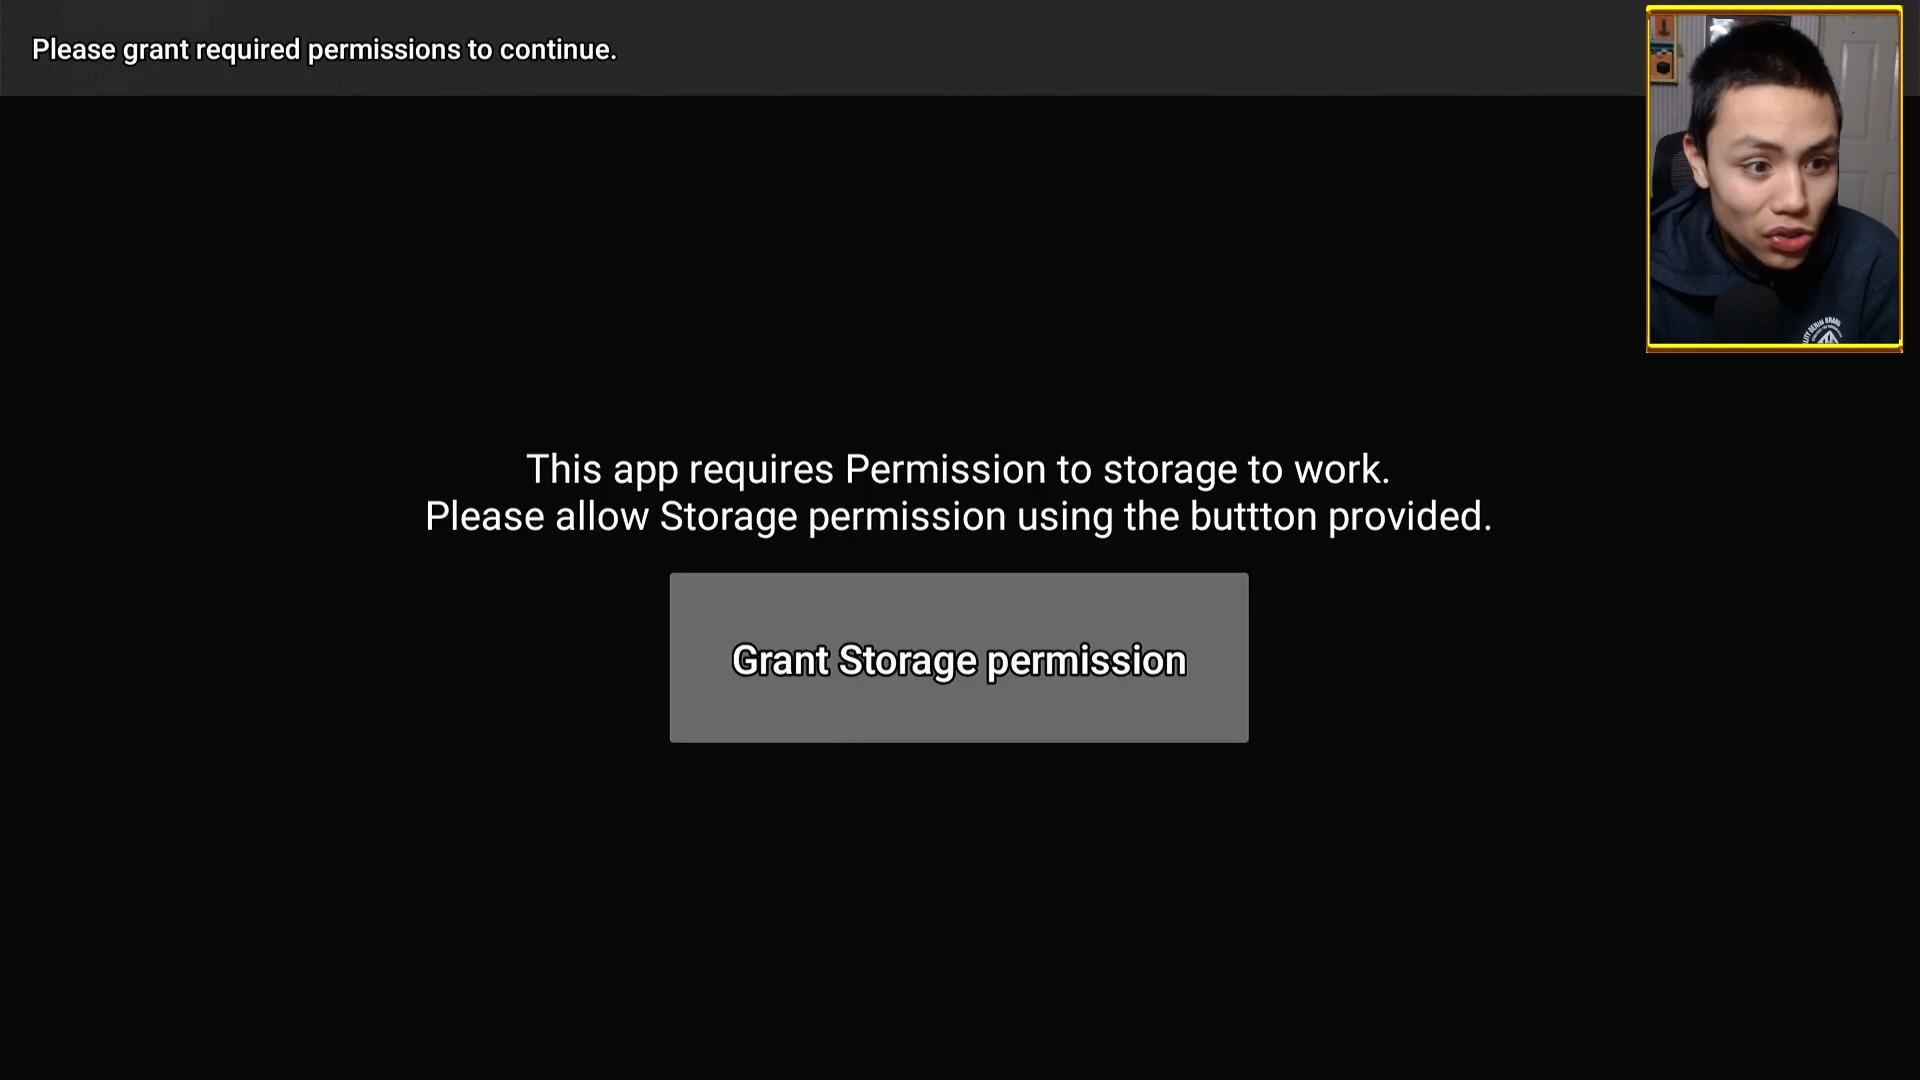 Please grant required permissions to continue.
This app requires Permission to storage to work.
Please allow Storage permission using the buttton provided.
Grant Storage permission